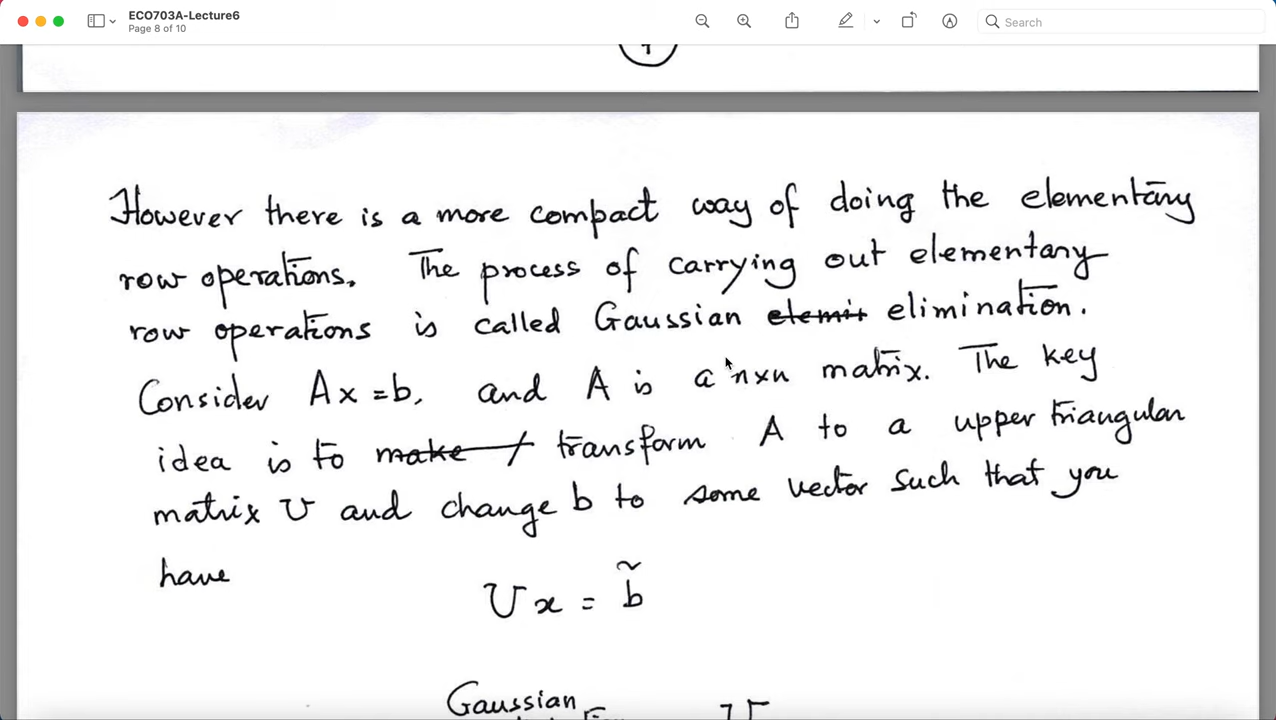 ECO703A-Lecture6
Page 8 of 10
Search
However there is a more compact way of doing the elementary
row operations. The process of carrying out elementary
row operations is called Gaussian elemin elimination.
Consider Ax = b, and A is a n×n matrix. The key
idea is to make transform A to a upper triangular
matrix U and change b to some vector such that you
have
Ux = b̃
Gaussian
U